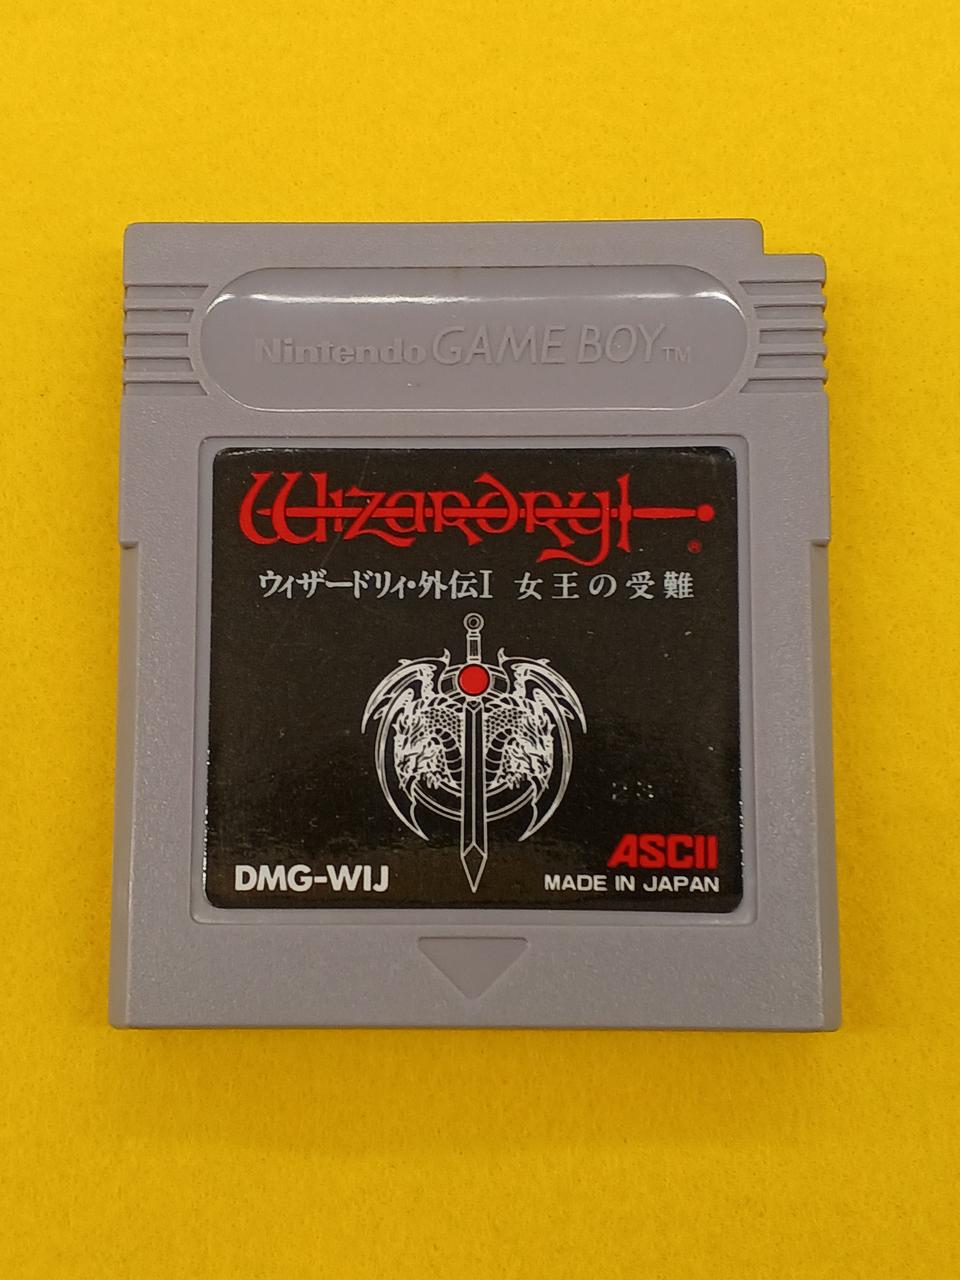 Nintendo GAME BOY™
Wizardry®
ウィザードリィ・外伝I 女王の受難
ASCII
DMG-WIJ
MADE IN JAPAN